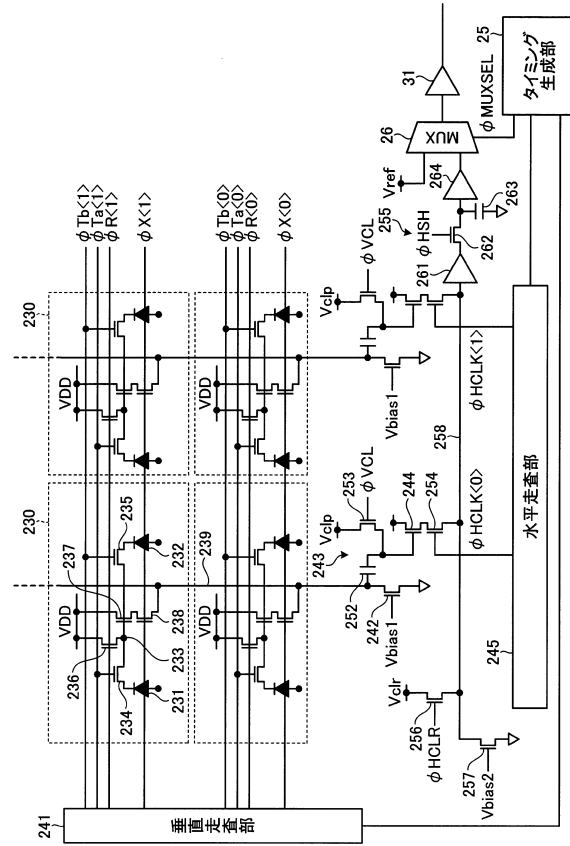 241
垂直走査部
230
VDD
236
237
235
234
233
231
232
238
239
φTb<1>
φTa<1>
φR<1>
φX<1>
230
VDD
VDD
φTb<0>
φTa<0>
φR<0>
φX<0>
VDD
Vclr
256
φHCLR
257
Vbias2
252
242
Vbias1
243
Vclp
253
φVCL
244
254
φHCLK<0>
258
Vbias1
Vclp
φVCL
φHCLK<1>
245
水平走査部
261
φHSH
255
262
263
264
Vref
26
MUX
φMUXSEL
31
25
タイミング
生成部